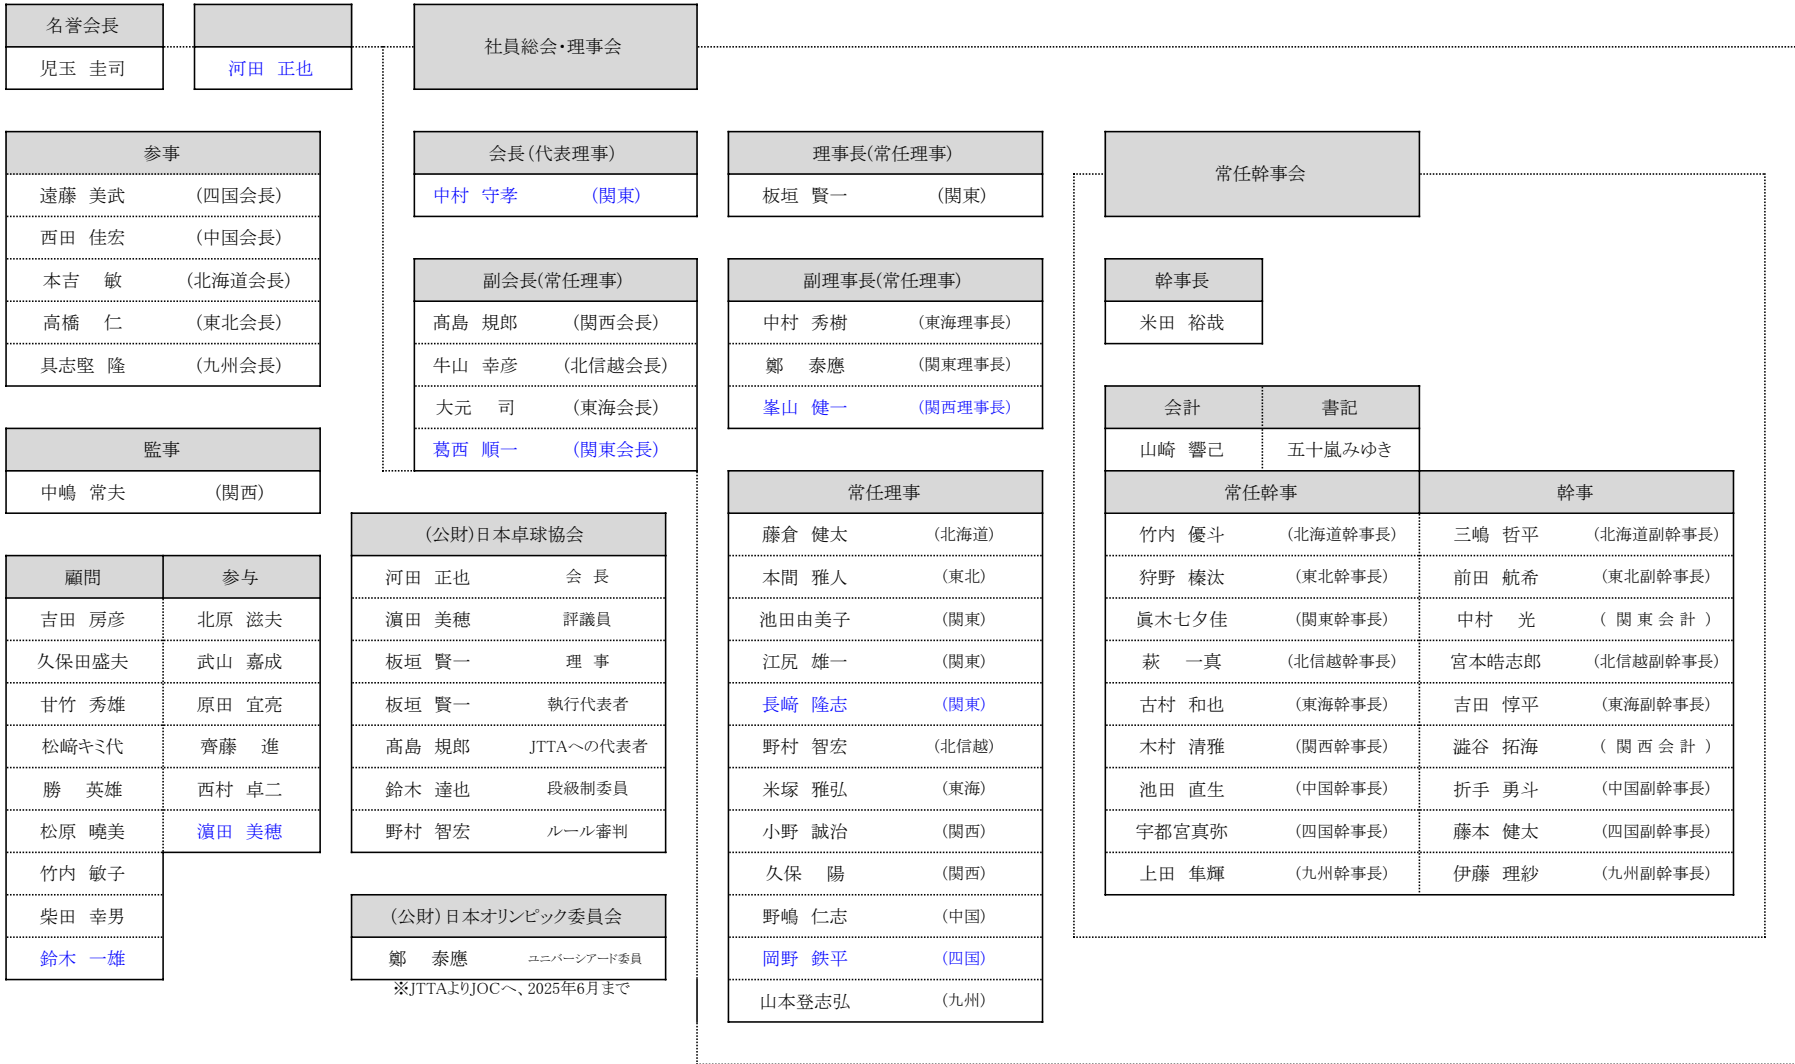 名誉会長
児玉 圭司
河田 正也
社員総会・理事会
参事
遠藤 美武 (四国会長)
西田 佳宏 (中国会長)
本吉 敏 (北海道会長)
高橋 仁 (東北会長)
具志堅 隆 (九州会長)
監事
中嶋 常夫 (関西)
顧問 参与
吉田 房彦 北原 滋夫
久保田盛夫 武山 嘉成
甘竹 秀雄 原田 宜亮
松﨑キミ代 齊藤 進
勝 英雄 西村 卓二
松原 曉美 濵田 美穂
竹内 敏子
柴田 幸男
鈴木 一雄
会長(代表理事)
中村 守孝 (関東)
副会長(常任理事)
髙島 規郎 (関西会長)
牛山 幸彦 (北信越会長)
大元 司 (東海会長)
葛西 順一 (関東会長)
(公財)日本卓球協会
河田 正也 会 長
濵田 美穂 評議員
板垣 賢一 理 事
板垣 賢一 執行代表者
髙島 規郎 JTTAへの代表者
鈴木 達也 段級制委員
野村 智宏 ルール審判
(公財)日本オリンピック委員会
鄭 泰應 ユニバーシアード委員
※JTTAよりJOCへ、2025年6月まで
理事長(常任理事)
板垣 賢一 (関東)
副理事長(常任理事)
中村 秀樹 (東海理事長)
鄭 泰應 (関東理事長)
峯山 健一 (関西理事長)
常任理事
藤倉 健太 (北海道)
本間 雅人 (東北)
池田由美子 (関東)
江尻 雄一 (関東)
長﨑 隆志 (関東)
野村 智宏 (北信越)
米塚 雅弘 (東海)
小野 誠治 (関西)
久保 陽 (関西)
野嶋 仁志 (中国)
岡野 鉄平 (四国)
山本登志弘 (九州)
常任幹事会
幹事長
米田 裕哉
会計 書記
山崎 響己 五十嵐みゆき
常任幹事 幹事
竹内 優斗 (北海道幹事長) 三嶋 哲平 (北海道副幹事長)
狩野 榛汰 (東北幹事長) 前田 航希 (東北副幹事長)
眞木七夕佳 (関東幹事長) 中村 光 (関東会計)
萩 一真 (北信越幹事長) 宮本皓志郎 (北信越副幹事長)
古村 和也 (東海幹事長) 吉田 惇平 (東海副幹事長)
木村 清雅 (関西幹事長) 澁谷 拓海 (関西会計)
池田 直生 (中国幹事長) 折手 勇斗 (中国副幹事長)
宇都宮真弥 (四国幹事長) 藤本 健太 (四国副幹事長)
上田 隼輝 (九州幹事長) 伊藤 理紗 (九州副幹事長)